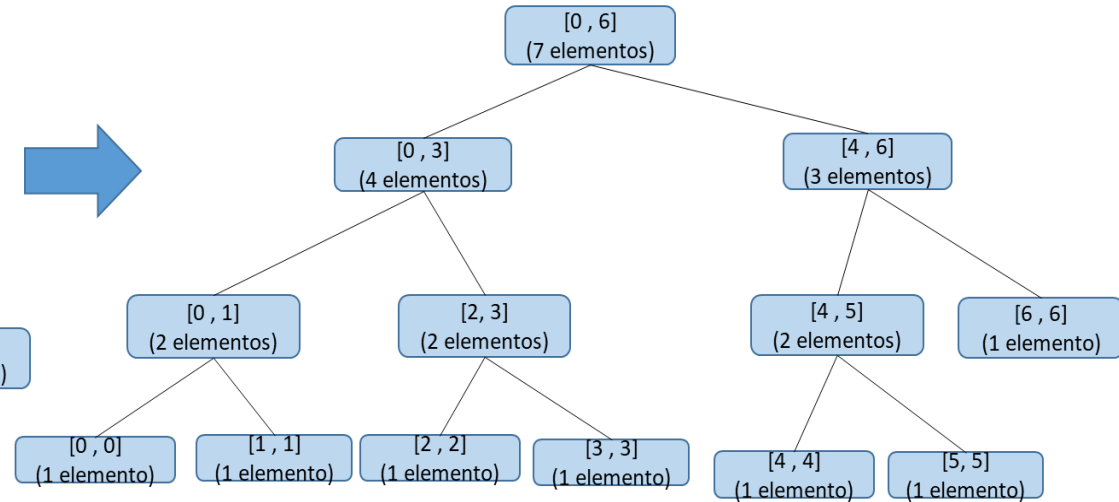 [0 , 6]
(7 elementos)
[0 , 3]
(4 elementos)
[4 , 6]
(3 elementos)
[0 , 1]
(2 elementos)
[2, 3]
(2 elementos)
[4 , 5]
(2 elementos)
[6 , 6]
(1 elemento)
)
[0 , 0]
(1 elemento)
[1 , 1]
(1 elemento)
[2 , 2]
(1 elemento)
[3 , 3]
(1 elemento)
[4 , 4]
(1 elemento)
[5, 5]
(1 elemento)